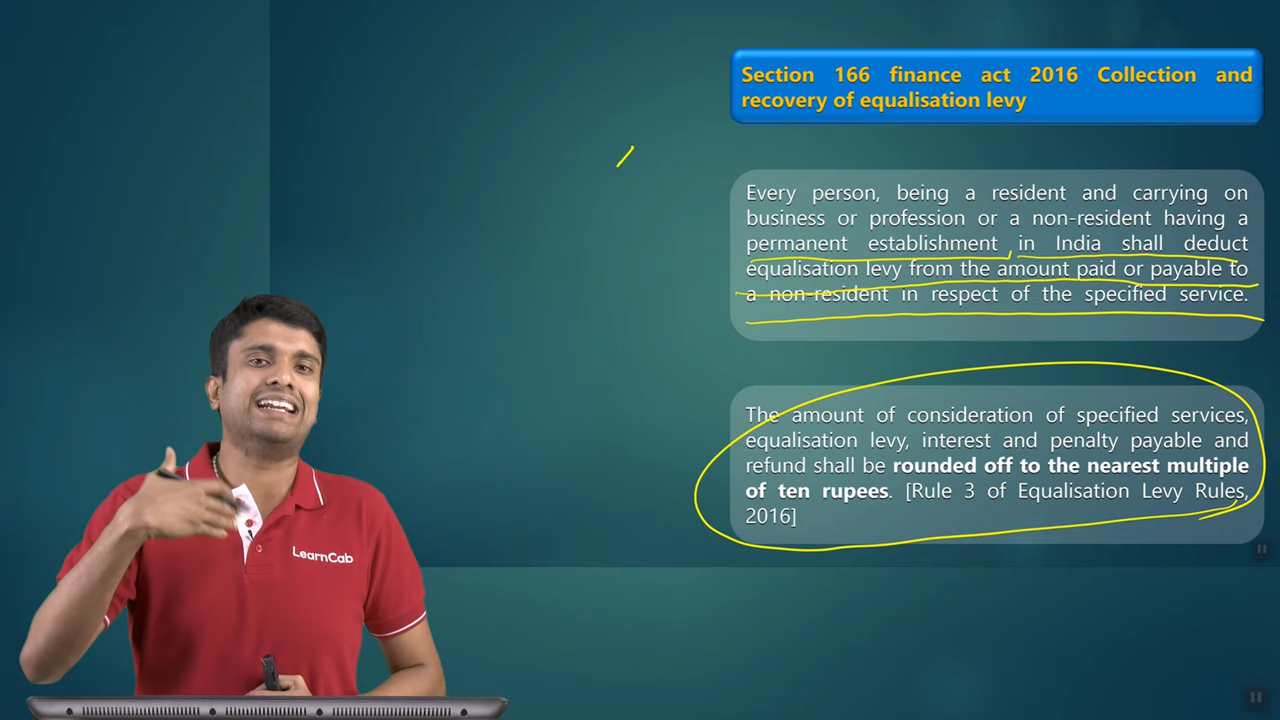 Section 166 finance act 2016 Collection and
recovery of equalisation levy
Every person, being a resident and carrying on
business or profession or a non-resident having a
permanent establishment in India shall deduct
equalisation levy from the amount paid or payable to
a non-resident in respect of the specified service.
The amount of consideration of specified services,
equalisation levy, interest and penalty payable and
refund shall be rounded off to the nearest multiple
of ten rupees. [Rule 3 of Equalisation Levy Rules,
2016]
LearnCab